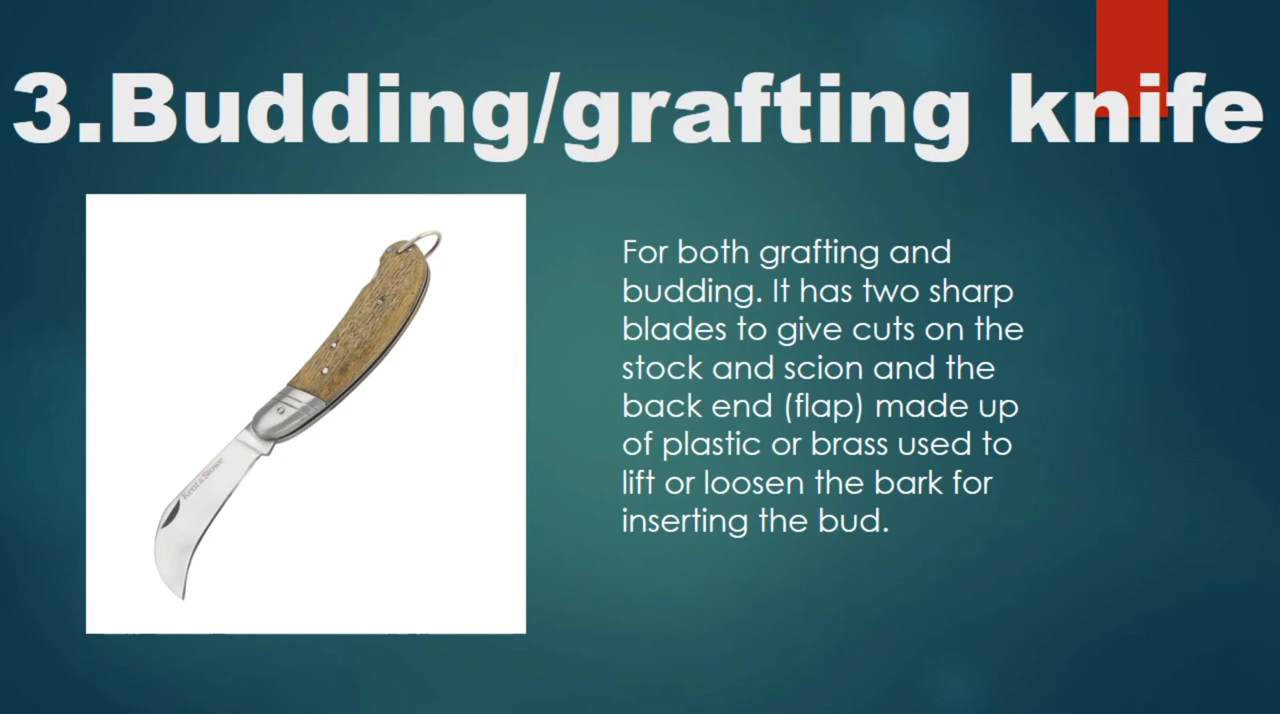 3.Budding/grafting knife
For both grafting and
budding. It has two sharp
blades to give cuts on the
stock and scion and the
back end (flap) made up
of plastic or brass used to
lift or loosen the bark for
inserting the bud.
Kent&Stowe